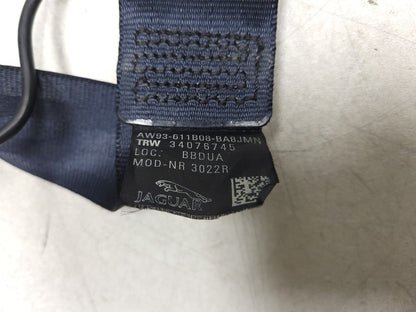 AW93-611B08-BA8JMN
TRW 34076745
LOC: BBDUA
MOD-NR 3022R
JAGUAR